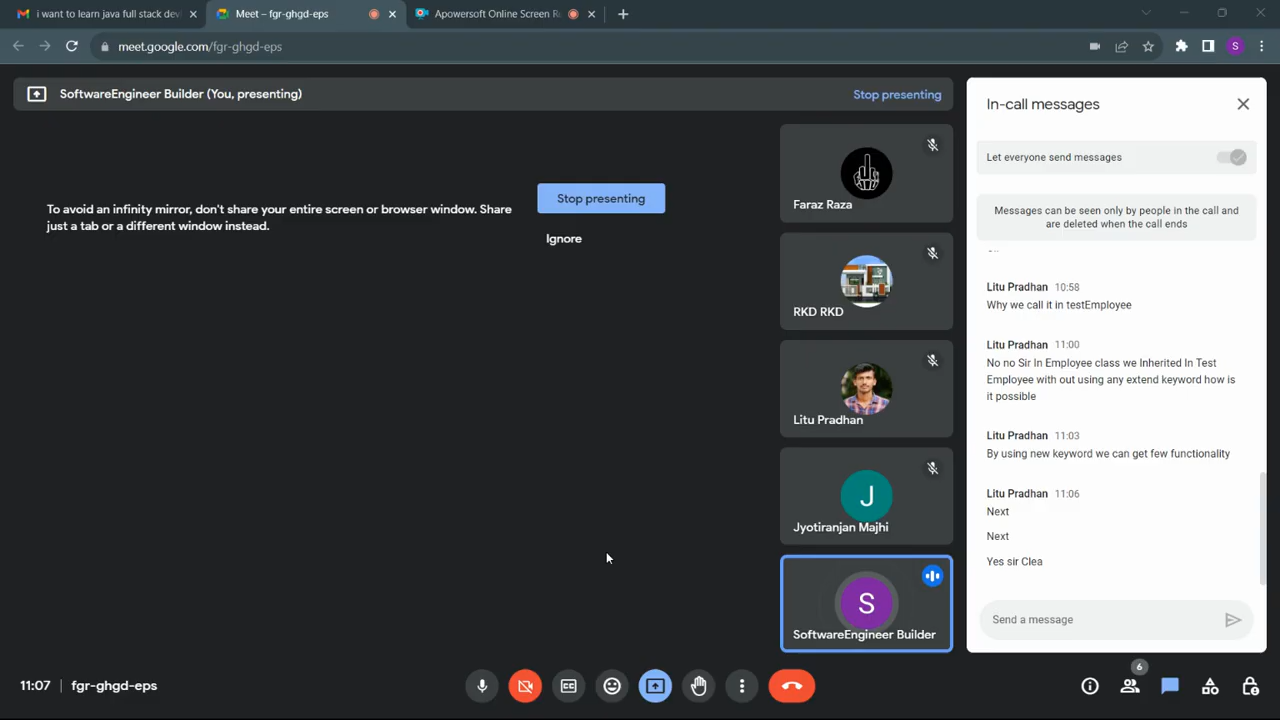 i want to learn java full stack dev
Meet – fgr-ghgd-eps
Apowersoft Online Screen R
meet.google.com/fgr-ghgd-eps
S
SoftwareEngineer Builder (You, presenting)
Stop presenting
To avoid an infinity mirror, don't share your entire screen or browser window. Share
just a tab or a different window instead.
Stop presenting
Ignore
Faraz Raza
RKD RKD
Litu Pradhan
J
Jyotiranjan Majhi
S
SoftwareEngineer Builder
In-call messages
Let everyone send messages
Messages can be seen only by people in the call and
are deleted when the call ends
Litu Pradhan 10:58
Why we call it in testEmployee
Litu Pradhan 11:00
No no Sir In Employee class we Inherited In Test
Employee with out using any extend keyword how is
it possible
Litu Pradhan 11:03
By using new keyword we can get few functionality
Litu Pradhan 11:06
Next
Next
Yes sir Clea
Send a message
11:07 | fgr-ghgd-eps
6